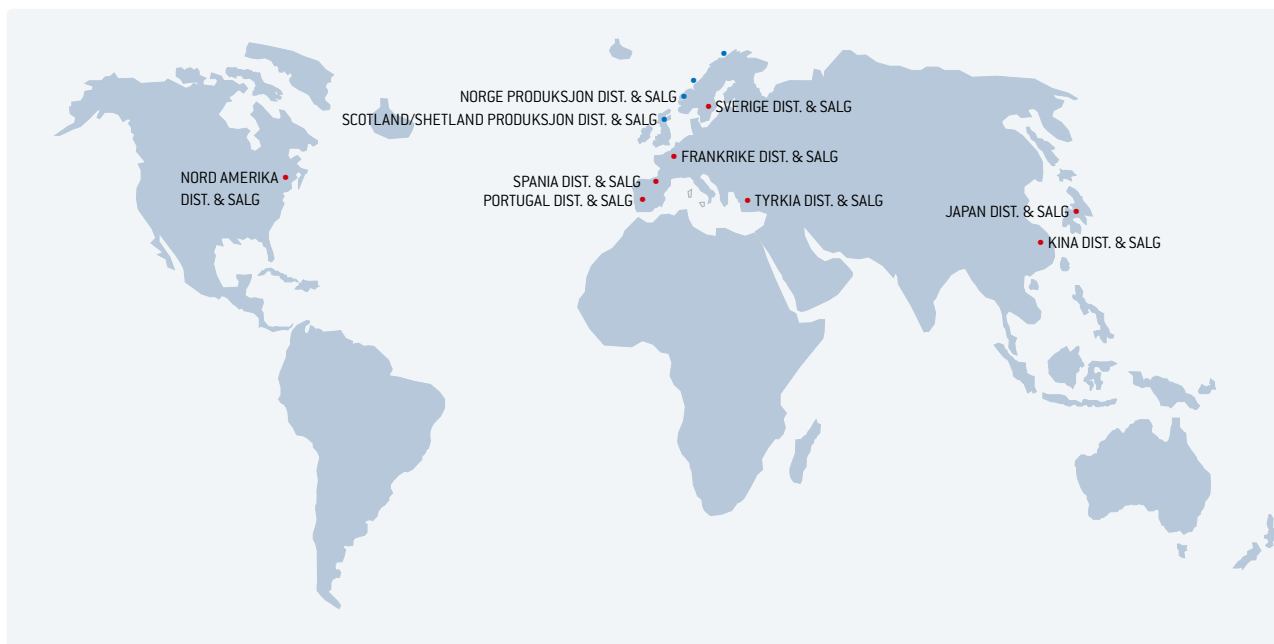 NORGE PRODUKSJON DIST. & SALG
SVERIGE DIST. & SALG
SCOTLAND/SHETLAND PRODUKSJON DIST. & SALG
FRANKRIKE DIST. & SALG
NORD AMERIKA
DIST. & SALG
SPANIA DIST. & SALG
PORTUGAL DIST. & SALG
TYRKIA DIST. & SALG
JAPAN DIST. & SALG
KINA DIST. & SALG